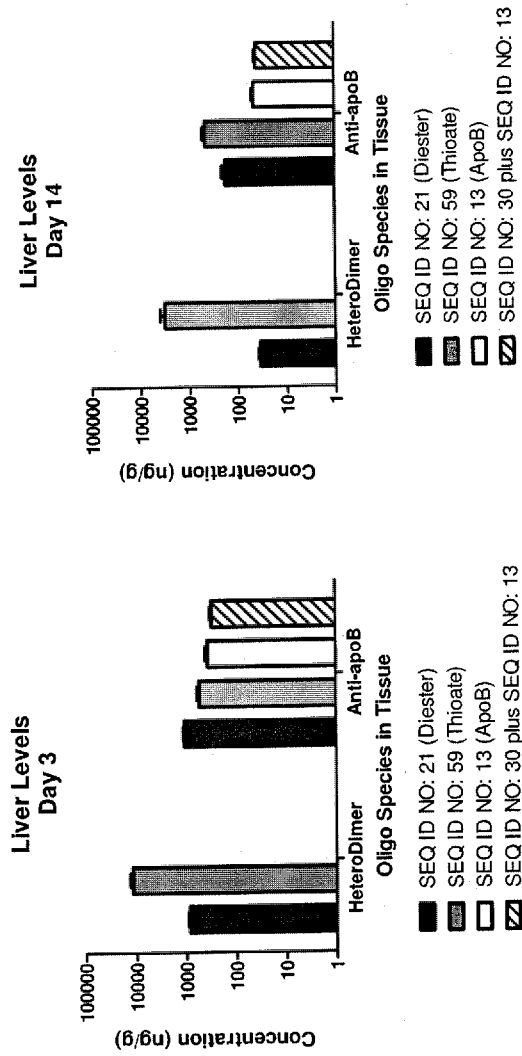 Liver Levels
Day 3
Concentration (ng/g)
100000
10000
1000
100
10
1
HeteroDimer
Anti-apoB
Oligo Species in Tissue
SEQ ID NO: 21 (Diester)
SEQ ID NO: 59 (Thioate)
SEQ ID NO: 13 (ApoB)
SEQ ID NO: 30 plus SEQ ID NO: 13
Liver Levels
Day 14
Concentration (ng/g)
100000
10000
1000
100
10
1
HeteroDimer
Anti-apoB
Oligo Species in Tissue
SEQ ID NO: 21 (Diester)
SEQ ID NO: 59 (Thioate)
SEQ ID NO: 13 (ApoB)
SEQ ID NO: 30 plus SEQ ID NO: 13